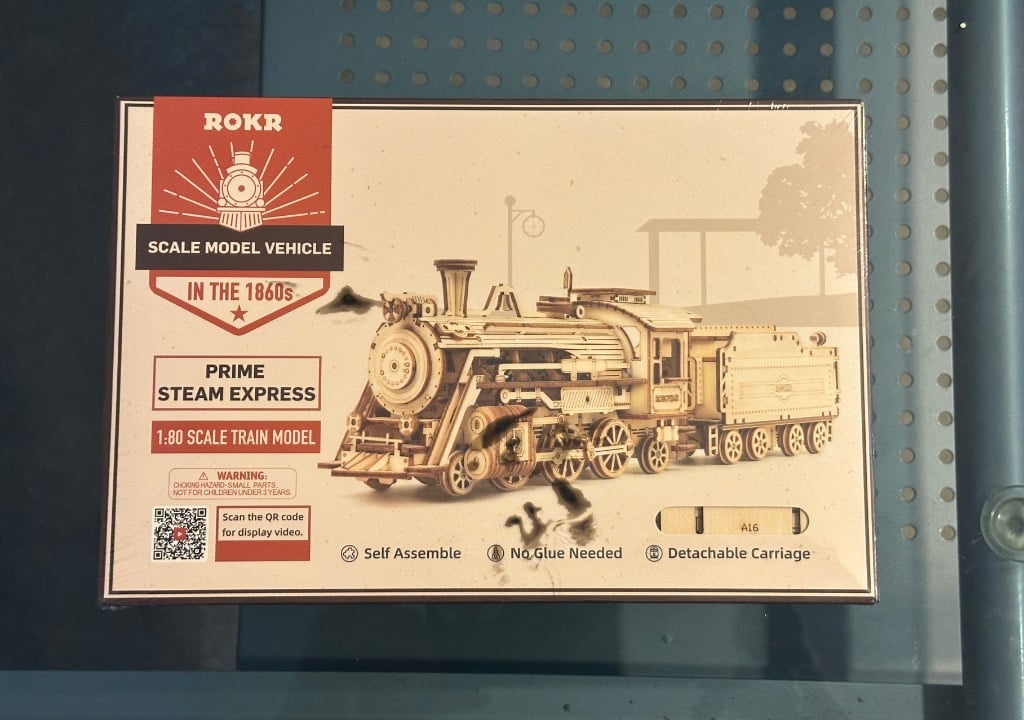 ROKR
SCALE MODEL VEHICLE
IN THE 1860s
PRIME
STEAM EXPRESS
1:80 SCALE TRAIN MODEL
WARNING:
CHOKING HAZARD-SMALL PARTS.
NOT FOR CHILDREN UNDER 3 YEARS.
Scan the QR code
for display video.
A16
Self Assemble No Glue Needed Detachable Carriage